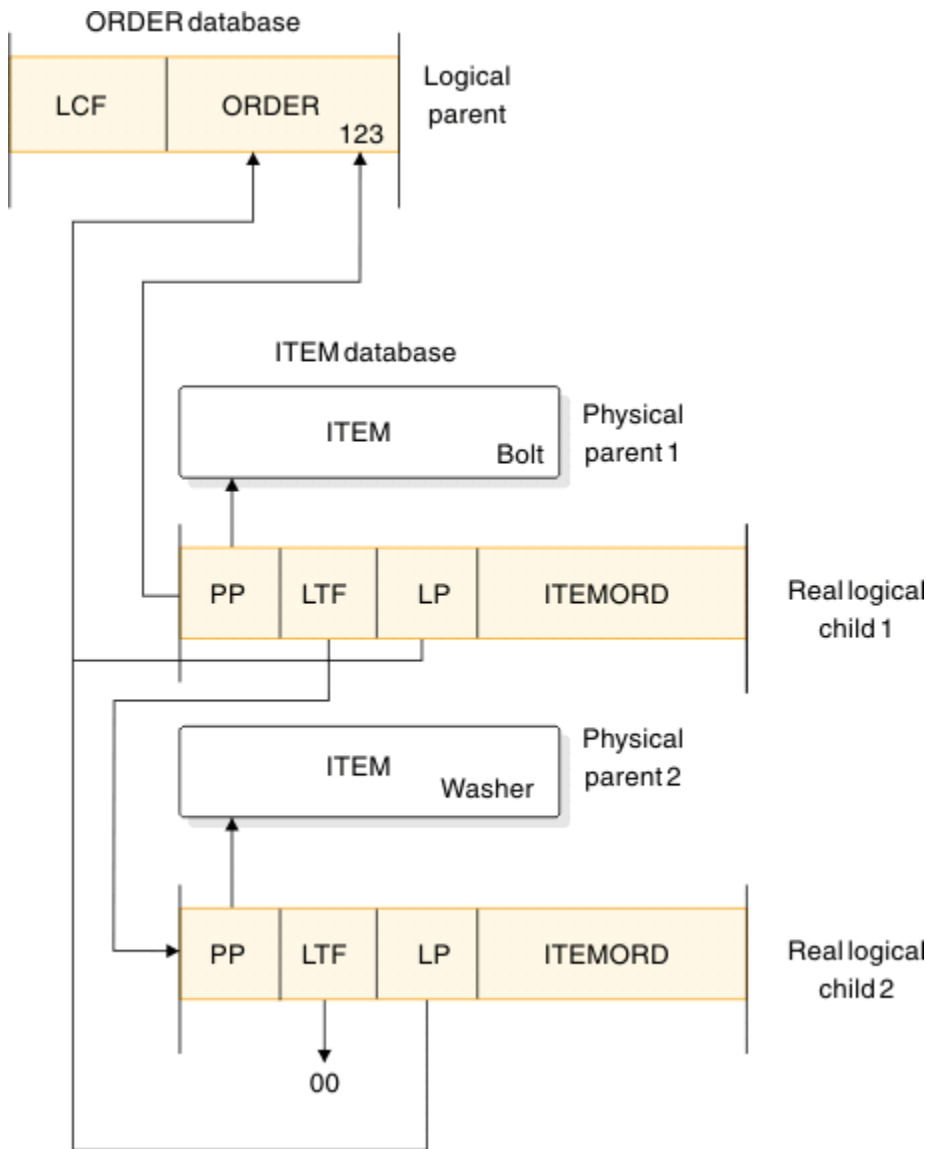 ORDER database
LCF
ORDER
123
Logical
parent
ITEM database
ITEM
Bolt
Physical
parent 1
PP
LTF
LP
ITEMORD
Real logical
child 1
ITEM
Washer
Physical
parent 2
PP
LTF
LP
ITEMORD
Real logical
child 2
00